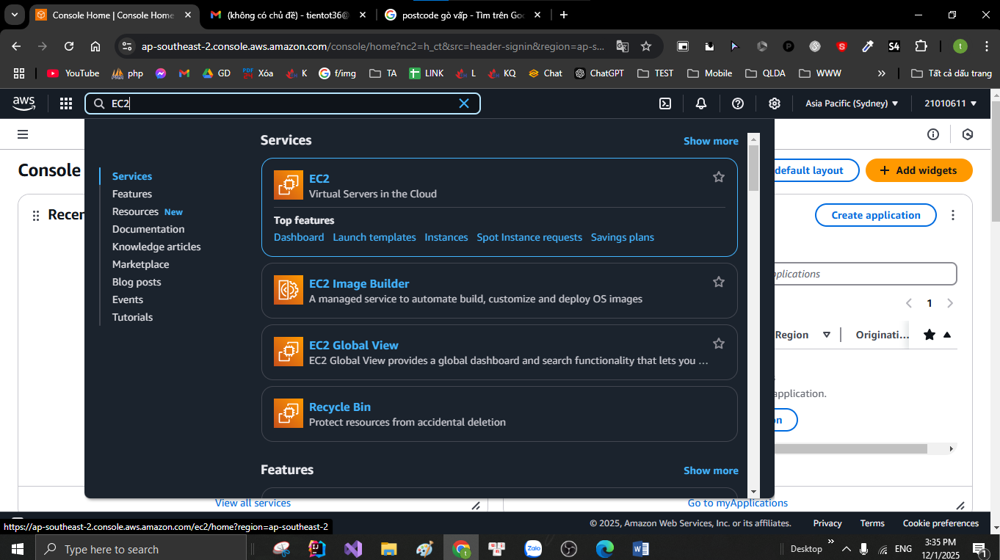 Console Home | Console Home
(không có chủ đề) - tientot36@
postcode gò vấp - Tìm trên Goo
ap-southeast-2.console.aws.amazon.com/console/home?nc2=h_ct&src=header-signin&region=ap-s...
S4
t
YouTube
php
GD
PDF 24
Xóa
K
f/img
TA
LINK
L
KQ
Chat
ChatGPT
TEST
Mobile
QLDA
WWW
Tất cả dấu trang
aws
EC2
Asia Pacific (Sydney)
21010611
Console
default layout
Add widgets
Recen
Create application
Services
Show more
Services
Features
Resources New
Documentation
Knowledge articles
Marketplace
Blog posts
Events
Tutorials
EC2
Virtual Servers in the Cloud
Top features
Dashboard Launch templates Instances Spot Instance requests Savings plans
EC2 Image Builder
A managed service to automate build, customize and deploy OS images
EC2 Global View
EC2 Global View provides a global dashboard and search functionality that lets you ...
Recycle Bin
Protect resources from accidental deletion
Features
Show more
plications
1
Region
Originati...
application.
on
View all services
Go to myApplications
https://ap-southeast-2.console.aws.amazon.com/ec2/home?region=ap-southeast-2
© 2025, Amazon Web Services, Inc. or its affiliates.
Privacy
Terms
Cookie preferences
Type here to search
Zalo
Desktop
ENG
3:35 PM
12/1/2025
1